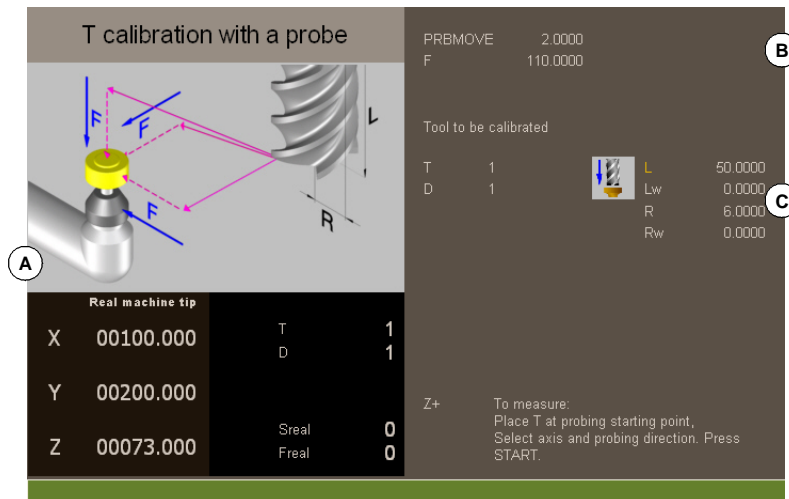 T calibration with a probe
F
F
F
L
R
A
Real machine tip
X 00100.000
Y 00200.000
Z 00073.000
T 1
D 1
Sreal 0
Freal 0
PRBMOVE 2.0000
F 110.0000
B
Tool to be calibrated
T 1
D 1
L 50.0000
Lw 0.0000
R 6.0000
Rw 0.0000
C
Z+ To measure:
Place T at probing starting point,
Select axis and probing direction. Press
START.